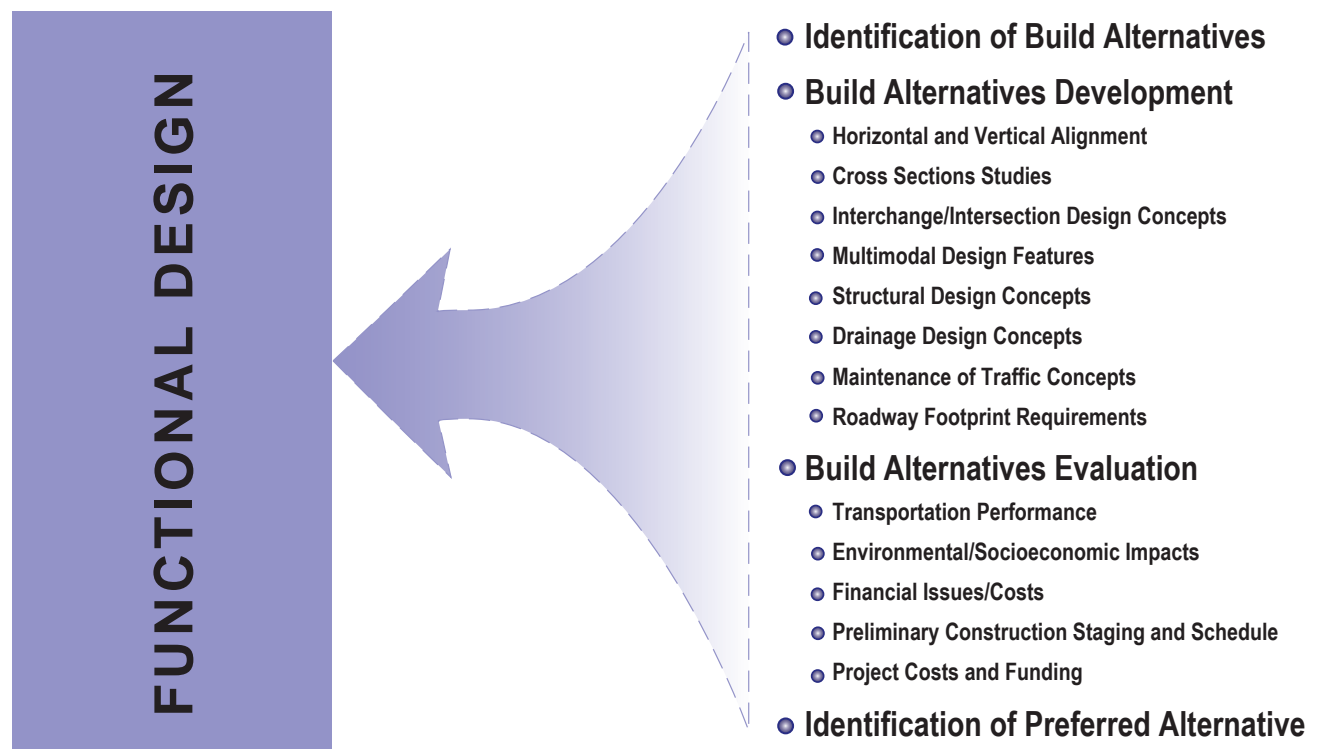 FUNCTIONAL DESIGN
Identification of Build Alternatives
Build Alternatives Development
Horizontal and Vertical Alignment
Cross Sections Studies
Interchange/Intersection Design Concepts
Multimodal Design Features
Structural Design Concepts
Drainage Design Concepts
Maintenance of Traffic Concepts
Roadway Footprint Requirements
Build Alternatives Evaluation
Transportation Performance
Environmental/Socioeconomic Impacts
Financial Issues/Costs
Preliminary Construction Staging and Schedule
Project Costs and Funding
Identification of Preferred Alternative